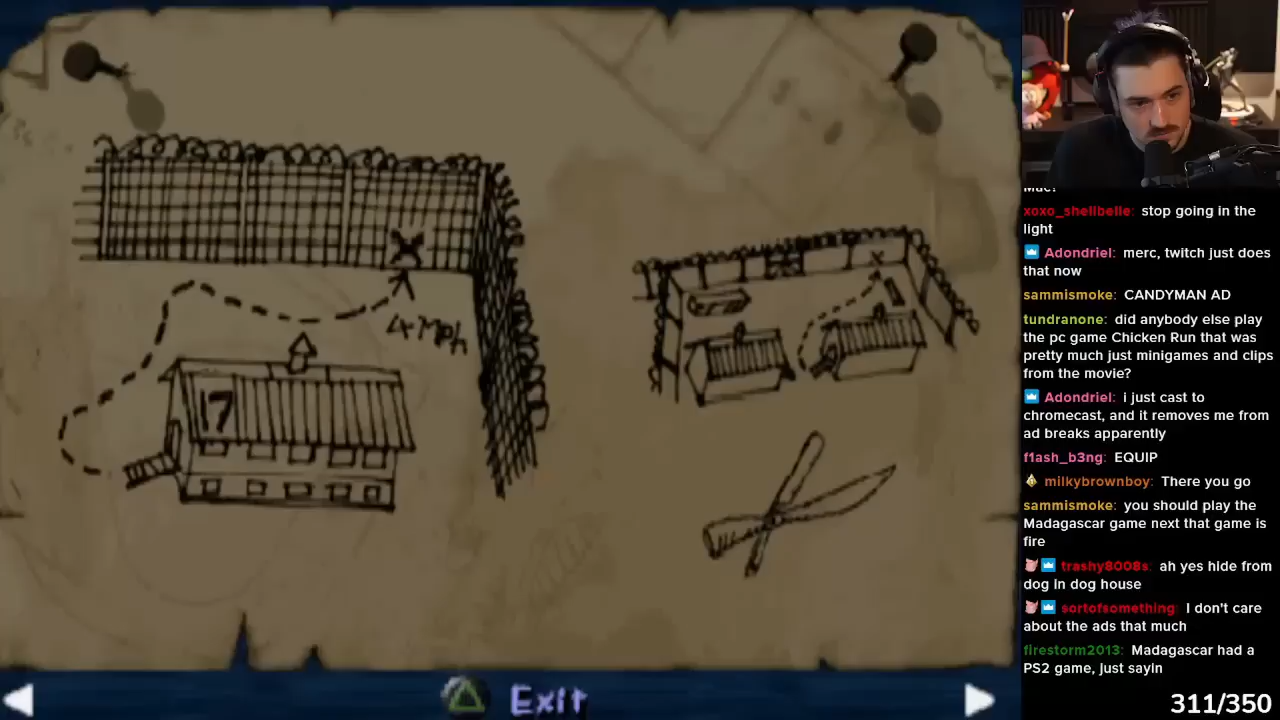 17
4 Mph
Exit
xoxo_shellbelle: stop going in the
light
Adondriel: merc, twitch just does
that now
sammismoke: CANDYMAN AD
tundranone: did anybody else play
the pc game Chicken Run that was
pretty much just minigames and clips
from the movie?
Adondriel: i just cast to
chromecast, and it removes me from
ad breaks apparently
f1ash_b3ng: EQUIP
milkybrownboy: There you go
sammismoke: you should play the
Madagascar game next that game is
fire
trashy8008s: ah yes hide from
dog in dog house
sortofsomething: I don't care
about the ads that much
firestorm2013: Madagascar had a
PS2 game, just sayin
311/350